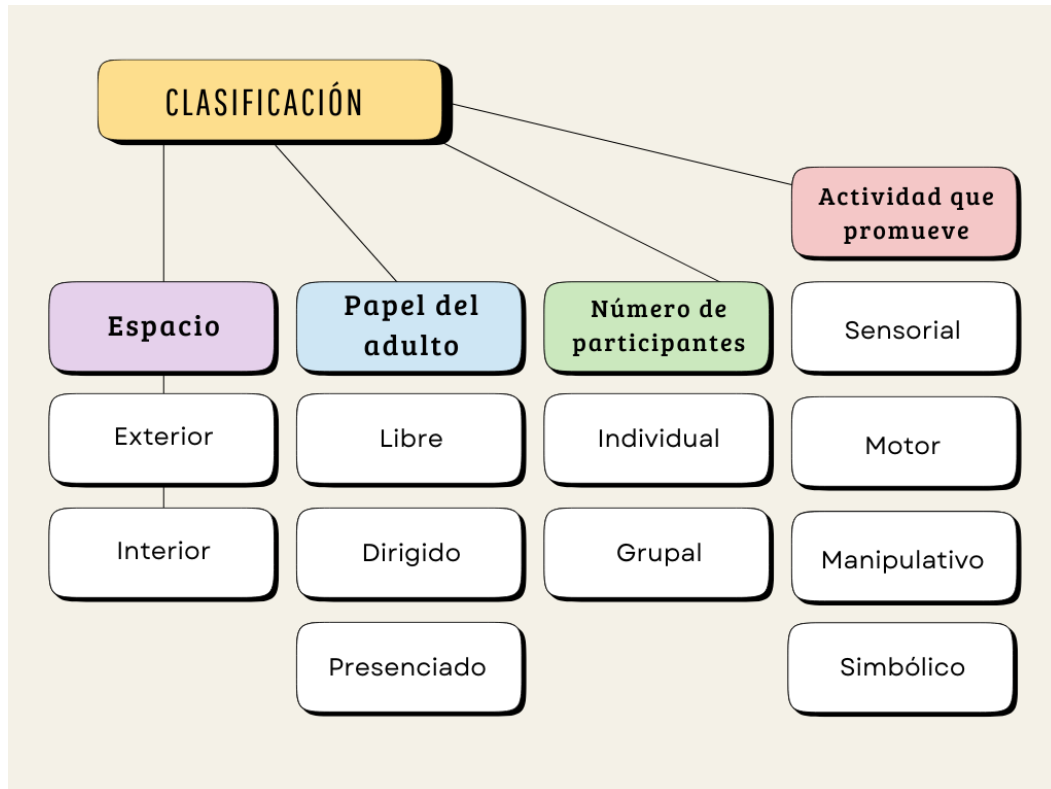 CLASIFICACIÓN
Actividad que
promueve
Espacio
Papel del
adulto
Número de
participantes
Sensorial
Exterior
Libre
Individual
Motor
Interior
Dirigido
Grupal
Manipulativo
Presenciado
Simbólico